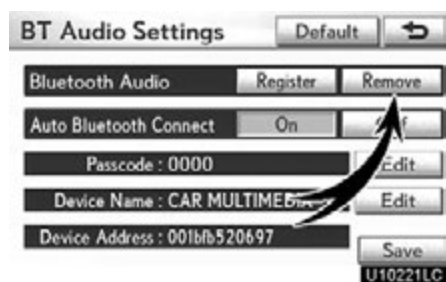 BT Audio Settings Default
Bluetooth Audio Register Remove
Auto Bluetooth Connect On
Passcode : 0000 Edit
Device Name : CAR MULTIMEDIA Edit
Device Address : 001bfb520697
Save
U10221LC